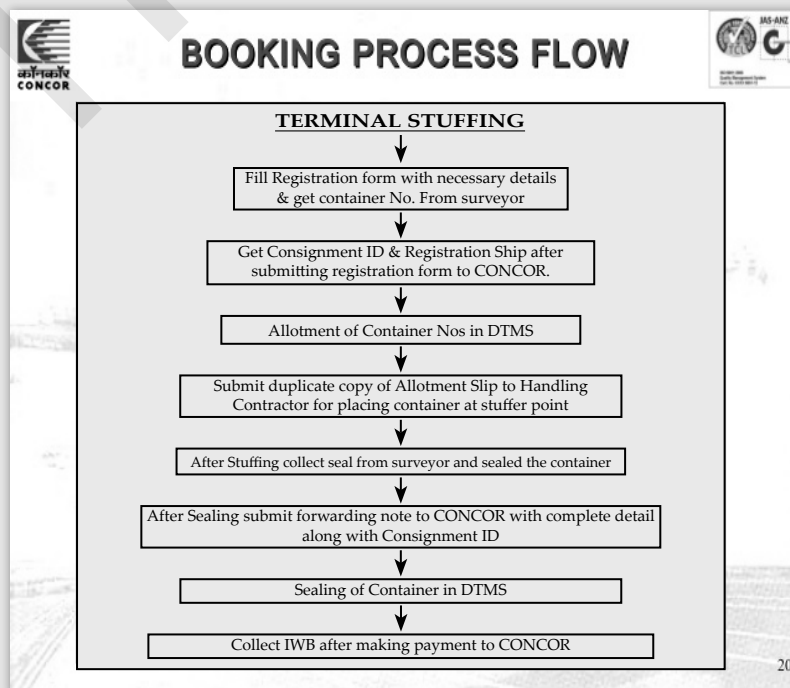 कॉनकॉर
CONCOR
BOOKING PROCESS FLOW
JAS-ANZ
TERMINAL STUFFING
Fill Registration form with necessary details
& get container No. From surveyor
Get Consignment ID & Registration Ship after
submitting registration form to CONCOR.
Allotment of Container Nos in DTMS
Submit duplicate copy of Allotment Slip to Handling
Contractor for placing container at stuffer point
After Stuffing collect seal from surveyor and sealed the container
After Sealing submit forwarding note to CONCOR with complete detail
along with Consignment ID
Sealing of Container in DTMS
Collect IWB after making payment to CONCOR
20